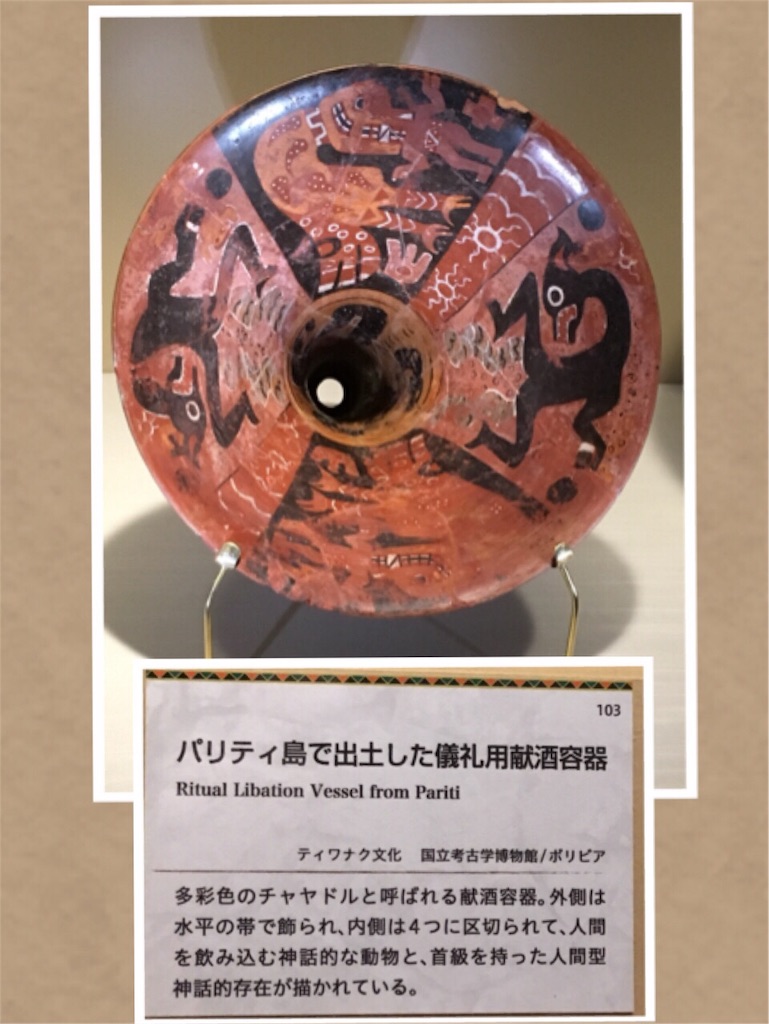 103
パリティ島で出土した儀礼用献酒容器
Ritual Libation Vessel from Pariti
ティワナク文化　国立考古学博物館/ボリビア
多彩色のチャヤドルと呼ばれる献酒容器。外側は
水平の帯で飾られ、内側は4つに区切られて、人間
を飲み込む神話的な動物と、首級を持った人間型
神話的存在が描かれている。